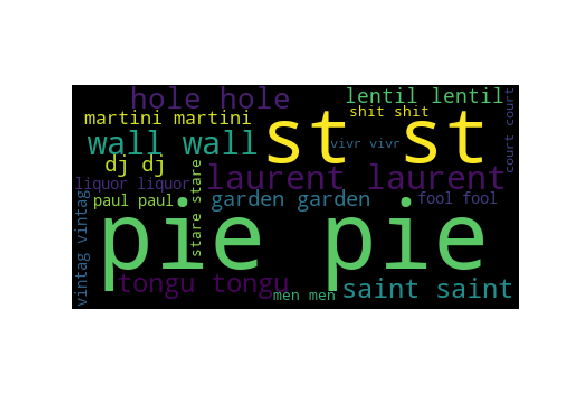 hole hole
lentil lentil
shit shit
martini martini
st st
wall wall
vivr vivr
court court
dj dj
laurent laurent
liquor liquor
stare stare
paul paul
garden garden
fool fool
vintag vintag
pie pie
tongu tongu
saint saint
men men